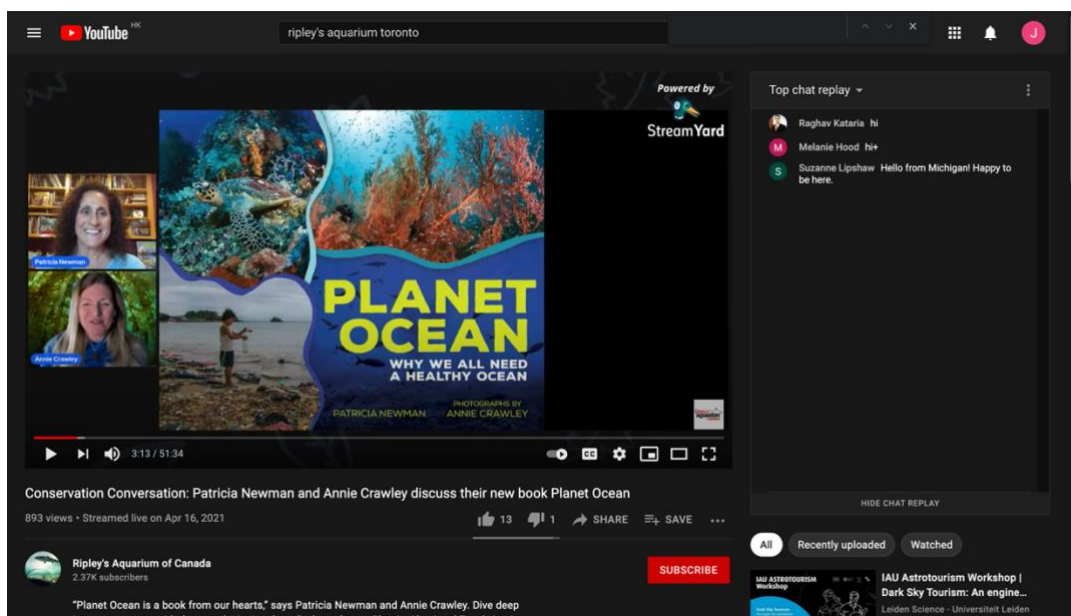 YouTube HK
ripley's aquarium toronto
J
Powered by
StreamYard
Patricia Newman
Annie Crawley
PLANET
OCEAN
WHY WE ALL NEED
A HEALTHY OCEAN
PHOTOGRAPHS BY
PATRICIA NEWMAN ANNIE CRAWLEY
3:13 / 51:34
CC
Conservation Conversation: Patricia Newman and Annie Crawley discuss their new book Planet Ocean
893 views • Streamed live on Apr 16, 2021
13 1 SHARE SAVE
Ripley's Aquarium of Canada
2.37K subscribers
SUBSCRIBE
"Planet Ocean is a book from our hearts," says Patricia Newman and Annie Crawley. Dive deep
Top chat replay
Raghav Kataria hi
M Melanie Hood hi+
S Suzanne Lipshaw Hello from Michigan! Happy to
be here.
HIDE CHAT REPLAY
All Recently uploaded Watched
IAU ASTROTOURISM
Workshop
IAU Astrotourism Workshop |
Dark Sky Tourism: An engine...
Leiden Science - Universiteit Leiden